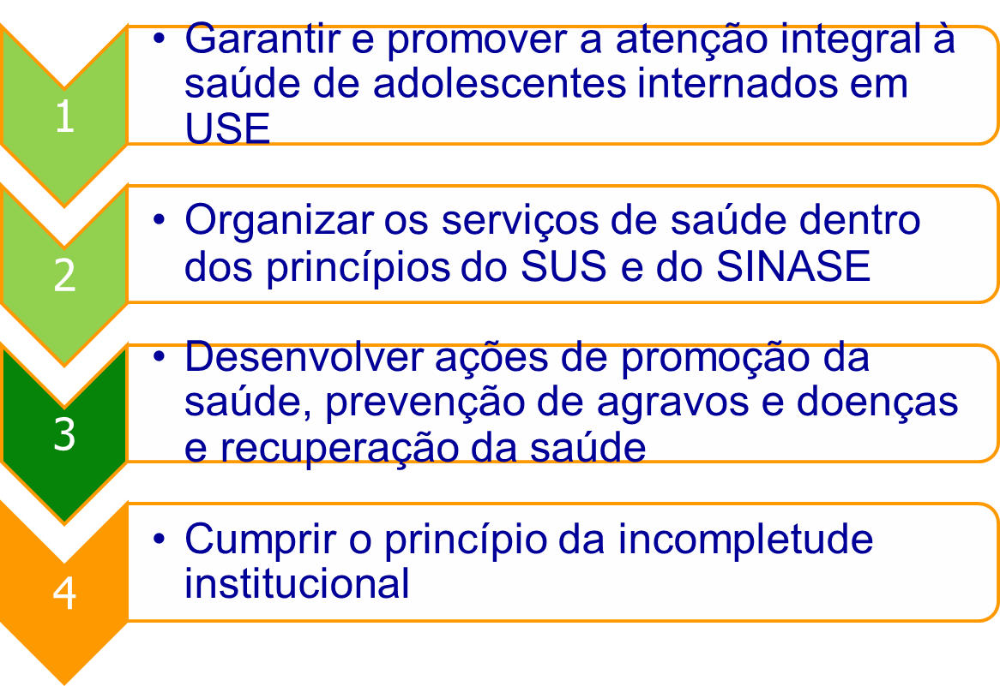 1
• Garantir e promover a atenção integral à
saúde de adolescentes internados em
USE
2
• Organizar os serviços de saúde dentro
dos princípios do SUS e do SINASE
3
• Desenvolver ações de promoção da
saúde, prevenção de agravos e doenças
e recuperação da saúde
4
• Cumprir o princípio da incompletude
institucional